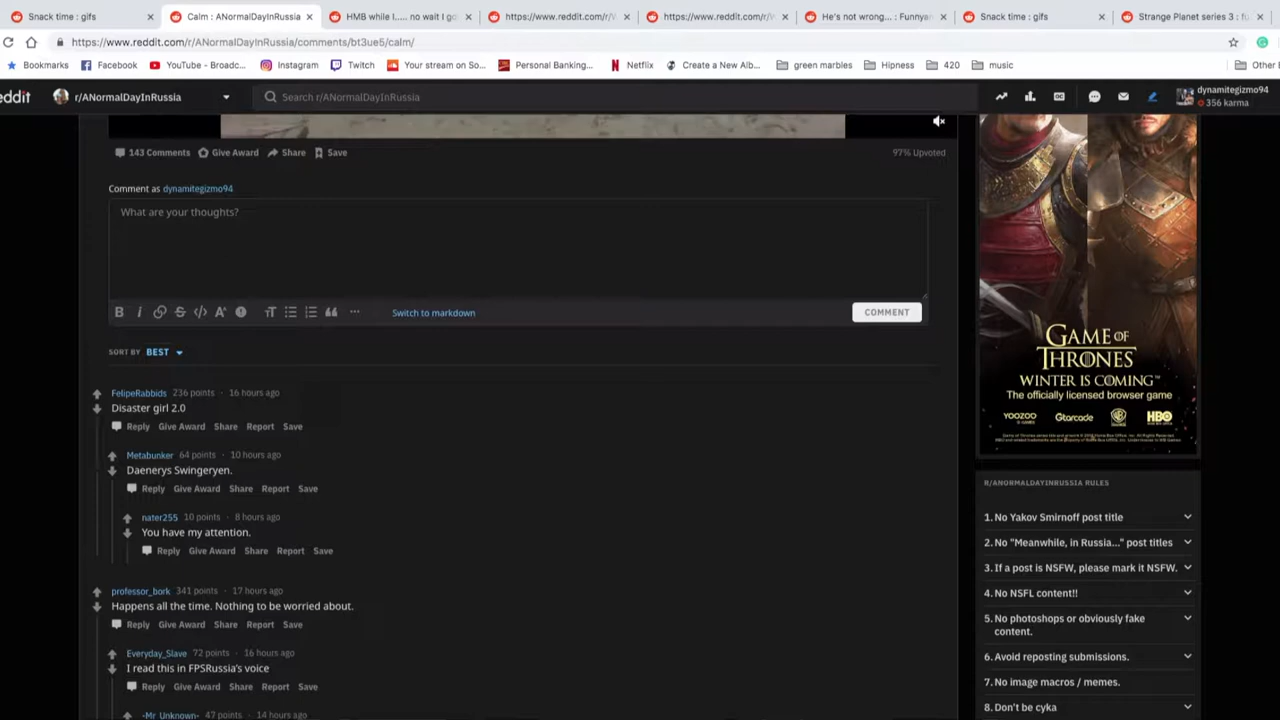 Snack time : gifs
Calm : ANormalDayInRussia
HMB while I..... no wait I go
https://www.reddit.com/r/
https://www.reddit.com/r/
He's not wrong... : Funnyan
Snack time : gifs
Strange Planet series 3 : fu
https://www.reddit.com/r/ANormalDayInRussia/comments/bt3ue5/calm/
Bookmarks
Facebook
YouTube - Broadc...
Instagram
Twitch
Your stream on So...
Personal Banking...
Netflix
Create a New Alb...
green marbles
Hipness
420
music
Other
eddit
r/ANormalDayInRussia
Search r/ANormalDayInRussia
dynamitegizmo94
356 karma
143 Comments
Give Award
Share
Save
97% Upvoted
Comment as dynamitegizmo94
What are your thoughts?
Switch to markdown
COMMENT
SORT BY BEST
FelipeRabbids 236 points · 16 hours ago
Disaster girl 2.0
Reply Give Award Share Report Save
Metabunker 64 points · 10 hours ago
Daenerys Swingeryen.
Reply Give Award Share Report Save
nater255 10 points · 8 hours ago
You have my attention.
Reply Give Award Share Report Save
professor_bork 341 points · 17 hours ago
Happens all the time. Nothing to be worried about.
Reply Give Award Share Report Save
Everyday_Slave 72 points · 16 hours ago
I read this in FPSRussia's voice
Reply Give Award Share Report Save
-Mr_Unknown- 47 points · 14 hours ago
GAME OF
THRONES
WINTER IS COMING™
The officially licensed browser game
YOOZOO
GAMES
Gtarcade
HBO
R/ANORMALDAYINRUSSIA RULES
1. No Yakov Smirnoff post title
2. No "Meanwhile, in Russia..." post titles
3. If a post is NSFW, please mark it NSFW.
4. No NSFL content!!
5. No photoshops or obviously fake
content.
6. Avoid reposting submissions.
7. No image macros / memes.
8. Don't be cyka